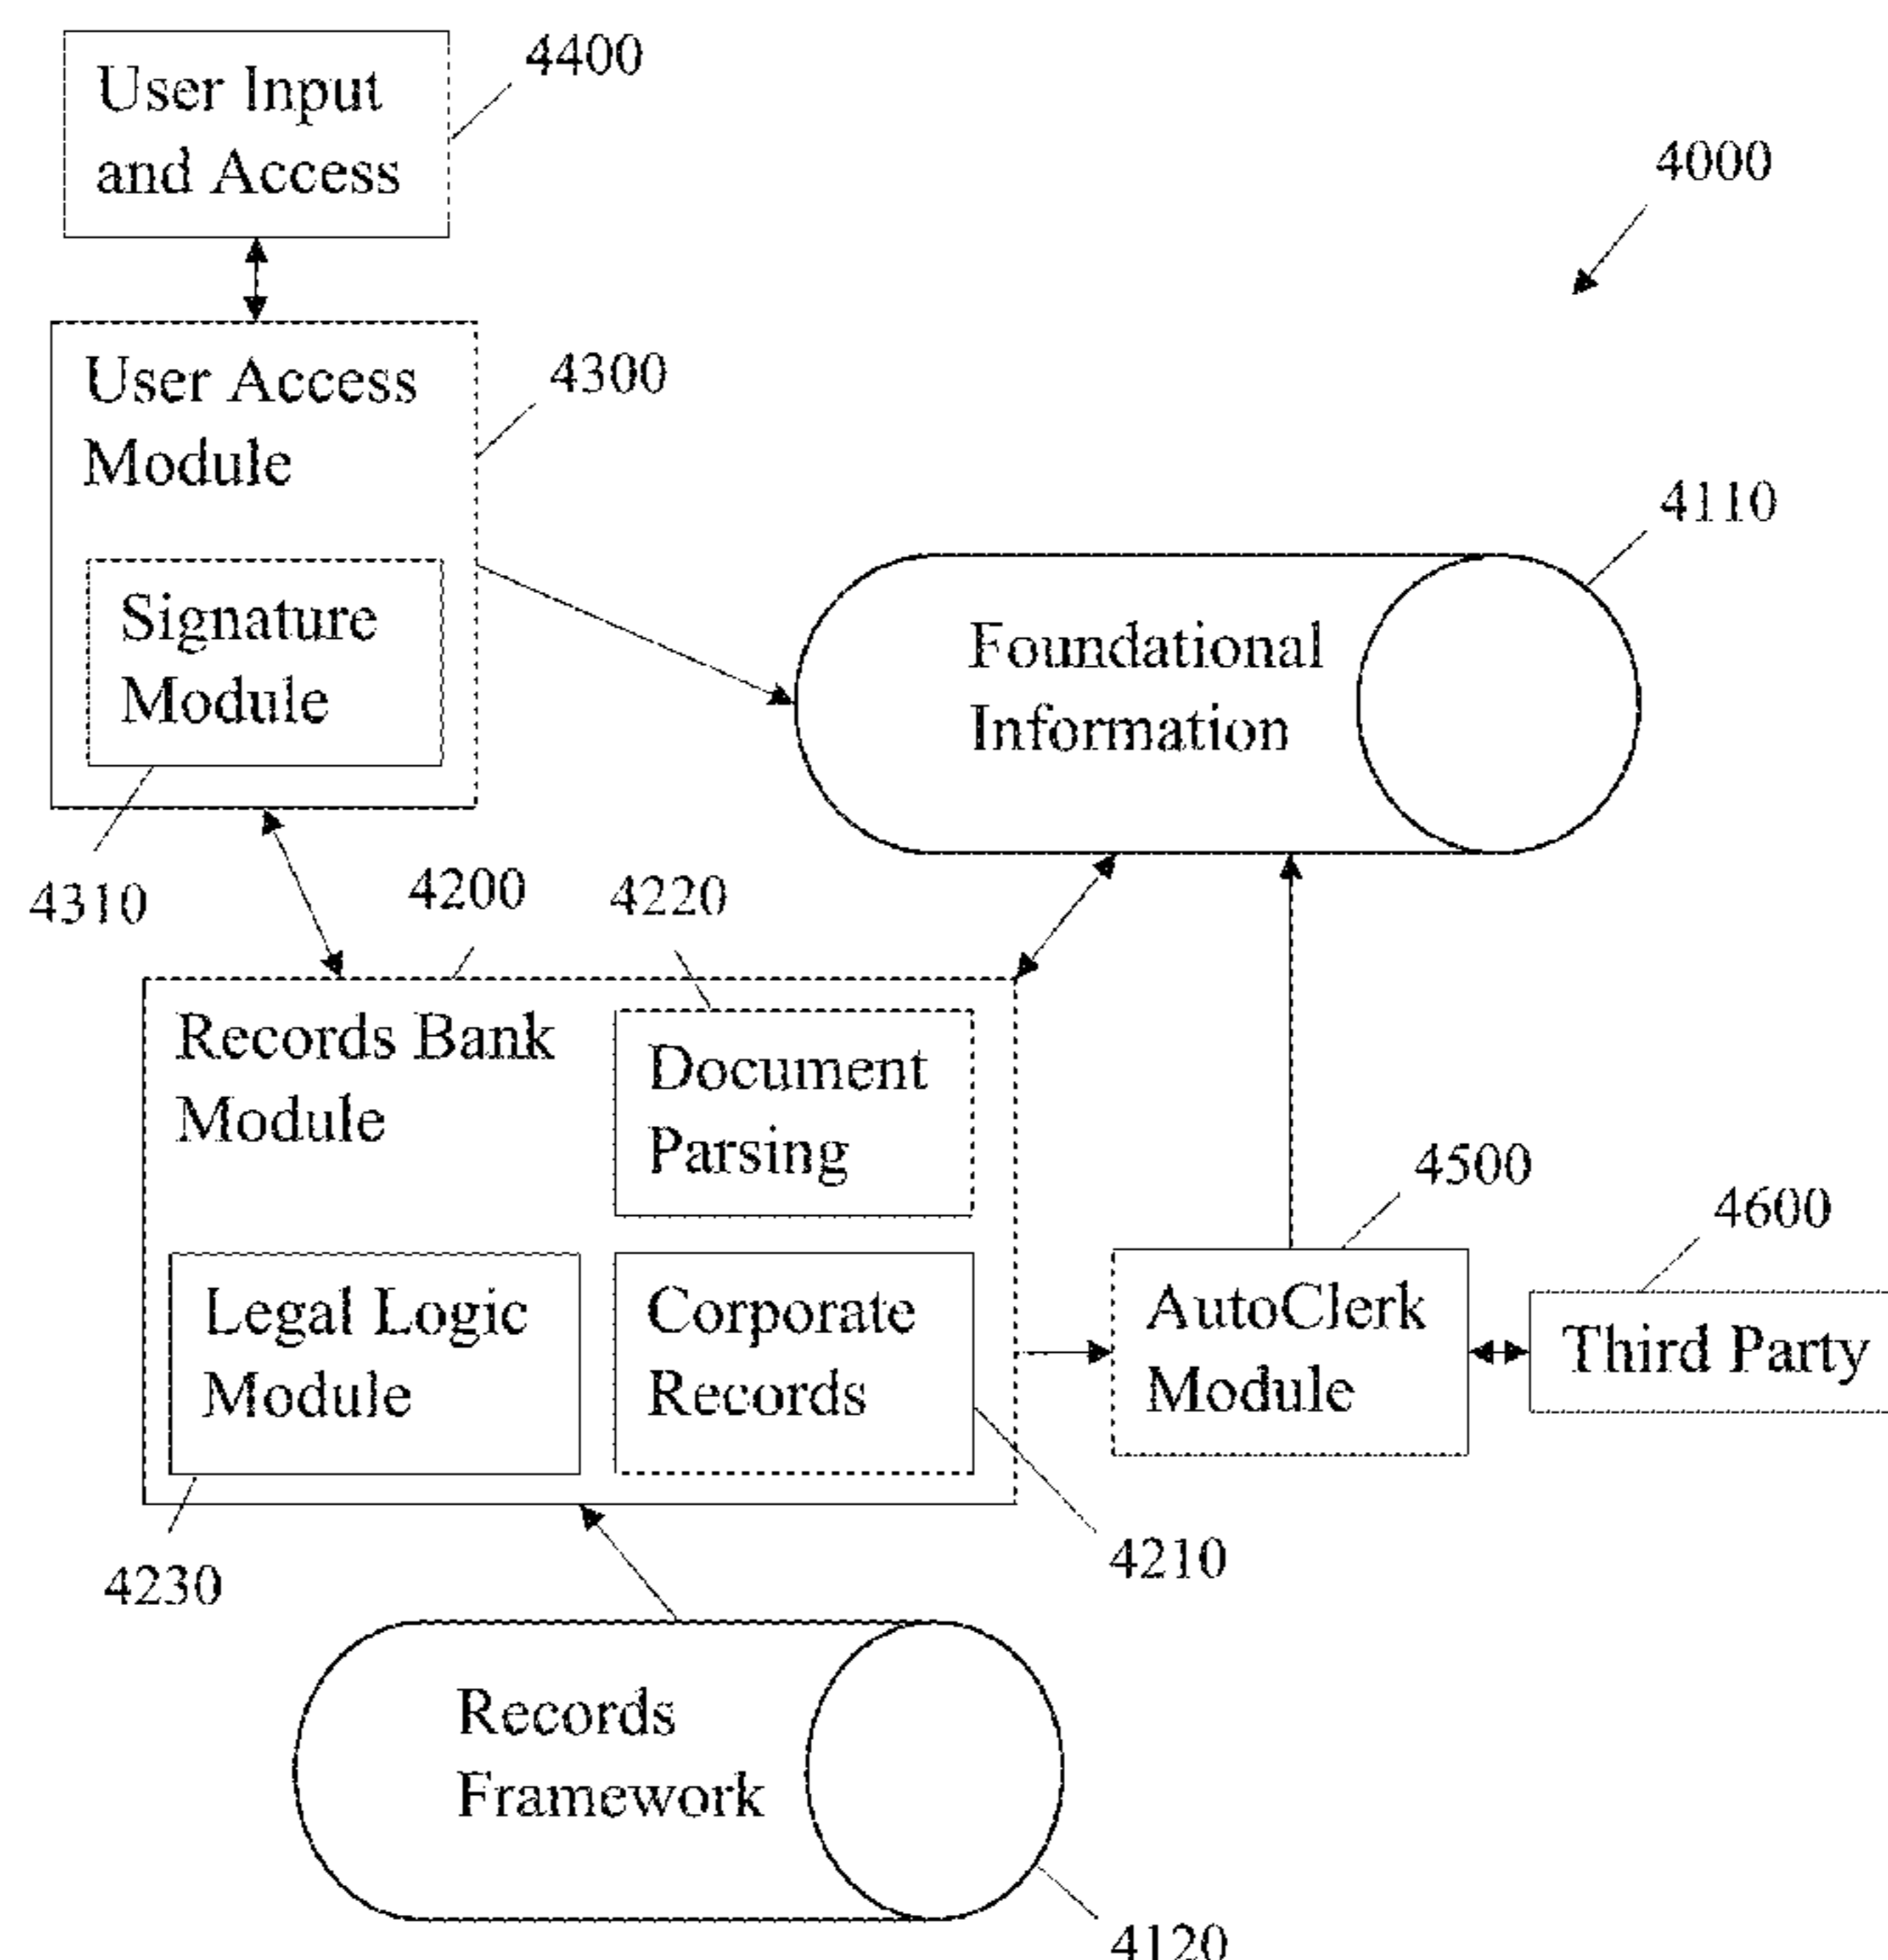 User Input
and Access
4400
4000
User Access
Module
4300
Signature
Module
4310
Foundational
Information
4110
4200
4220
Records Bank
Module
Document
Parsing
Legal Logic
Module
Corporate
Records
4230
4210
AutoClerk
Module
4500
Third Party
4600
Records
Framework
4120